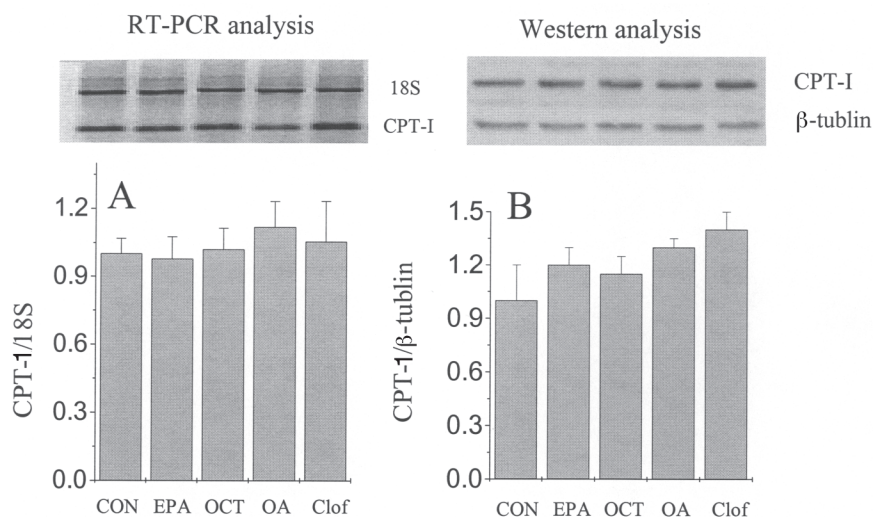 RT-PCR analysis
Western analysis
18S
CPT-I
CPT-I
β-tublin
A
CPT-1/18S
1.2
0.9
0.6
0.3
0.0
CON EPA OCT OA Clof
B
CPT-1/β-tublin
1.5
1.2
0.9
0.6
0.3
0.0
CON EPA OCT OA Clof